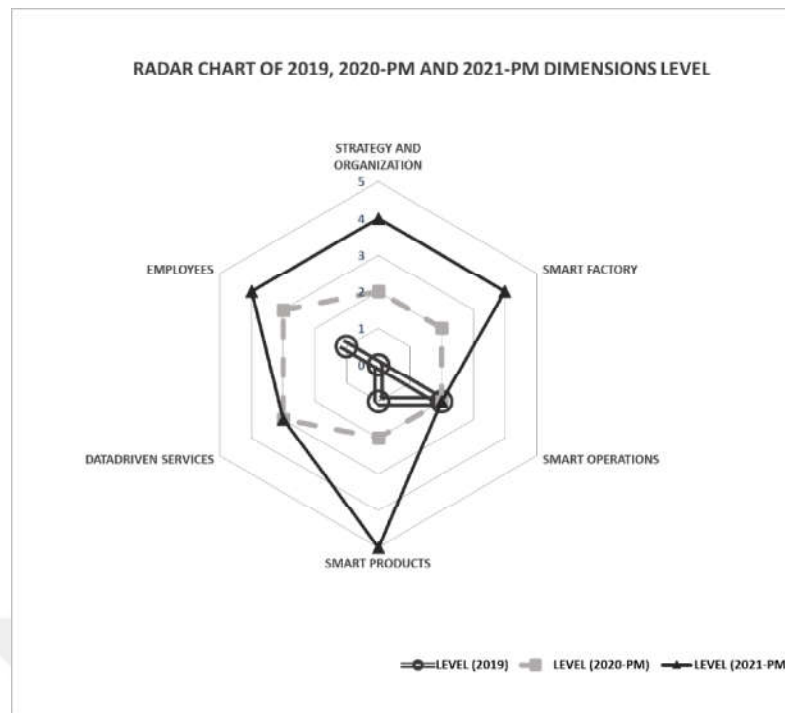 RADAR CHART OF 2019, 2020-PM AND 2021-PM DIMENSIONS LEVEL
STRATEGY AND
ORGANIZATION
5
4
3
2
1
0
SMART FACTORY
SMART OPERATIONS
SMART PRODUCTS
DATADRIVEN SERVICES
EMPLOYEES
LEVEL (2019)
LEVEL (2020-PM)
LEVEL (2021-PM